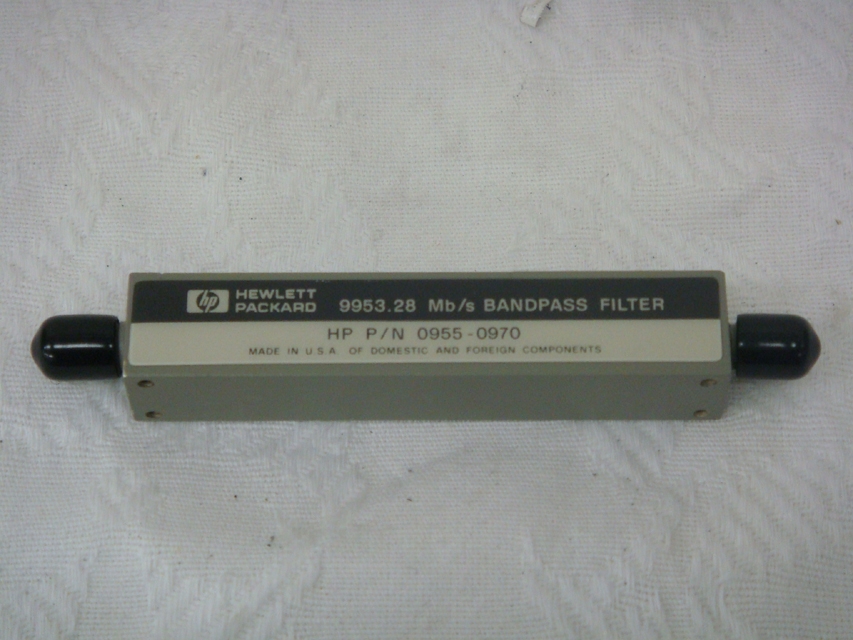 hp HEWLETT PACKARD 9953.28 Mb/s BANDPASS FILTER
HP P/N 0955-0970
MADE IN U.S.A. OF DOMESTIC AND FOREIGN COMPONENTS